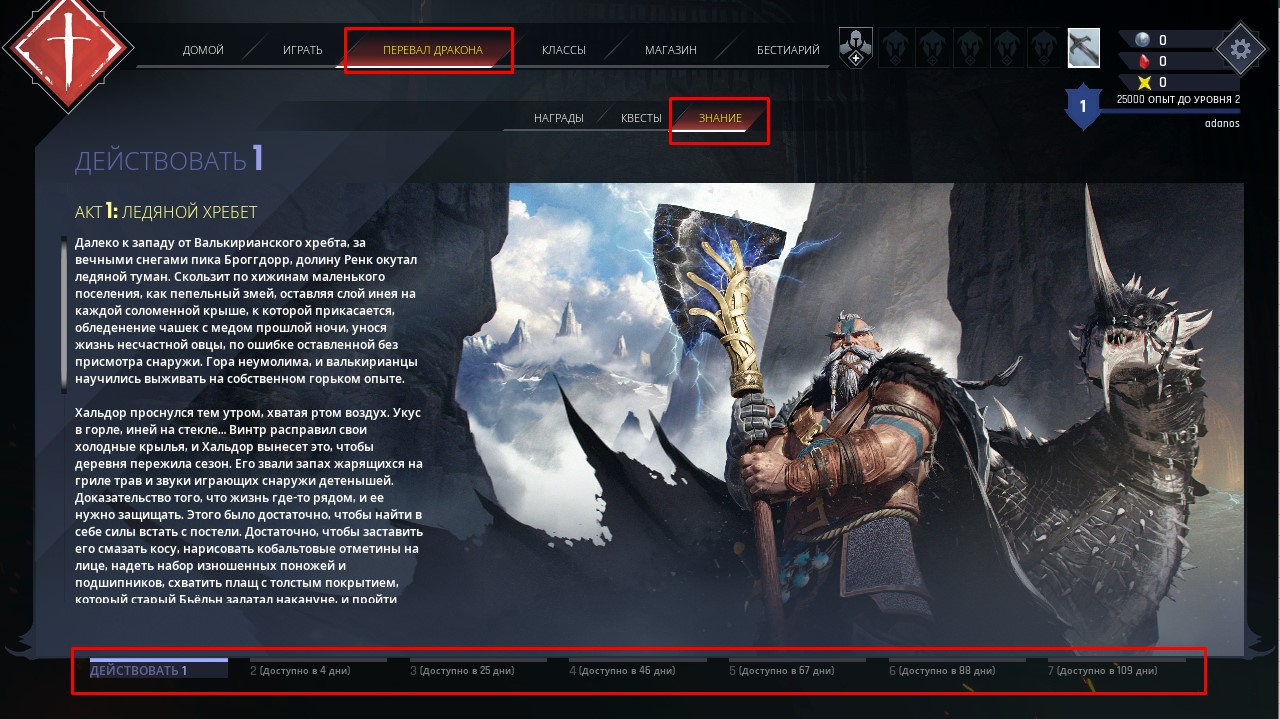 ДОМОЙ ИГРАТЬ ПЕРЕВАЛ ДРАКОНА КЛАССЫ МАГАЗИН БЕСТИАРИЙ
0
0
0
25000 ОПЫТ ДО УРОВНЯ 2
1
adanos
НАГРАДЫ КВЕСТЫ ЗНАНИЕ
ДЕЙСТВОВАТЬ 1
АКТ 1: ЛЕДЯНОЙ ХРЕБЕТ
Далеко к западу от Валькирианского хребта, за
вечными снегами пика Броггдорр, долину Ренк окутал
ледяной туман. Скользит по хижинам маленького
поселения, как пепельный змей, оставляя слой инея на
каждой соломенной крыше, к которой прикасается,
обледенение чашек с медом прошлой ночи, унося
жизнь несчастной овцы, по ошибке оставленной без
присмотра снаружи. Гора неумолима, и валькирианцы
научились выживать на собственном горьком опыте.
Хальдор проснулся тем утром, хватая ртом воздух. Укус
в горле, иней на стекле... Винтр расправил свои
холодные крылья, и Хальдор вынесет это, чтобы
деревня пережила сезон. Его звали запах жарящихся на
гриле трав и звуки играющих снаружи детенышей.
Доказательство того, что жизнь где-то рядом, и ее
нужно защищать. Этого было достаточно, чтобы найти в
себе силы встать с постели. Достаточно, чтобы заставить
его смазать косу, нарисовать кобальтовые отметины на
лице, надеть набор изношенных поножей и
подшипников, схватить плащ с толстым покрытием,
который старый Бьёльн залатал накануне, и пройти
ДЕЙСТВОВАТЬ 1 2 (Доступно в 4 дни) 3 (Доступно в 25 дни) 4 (Доступно в 46 дни) 5 (Доступно в 67 дни) 6 (Доступно в 88 дни) 7 (Доступно в 109 дни)